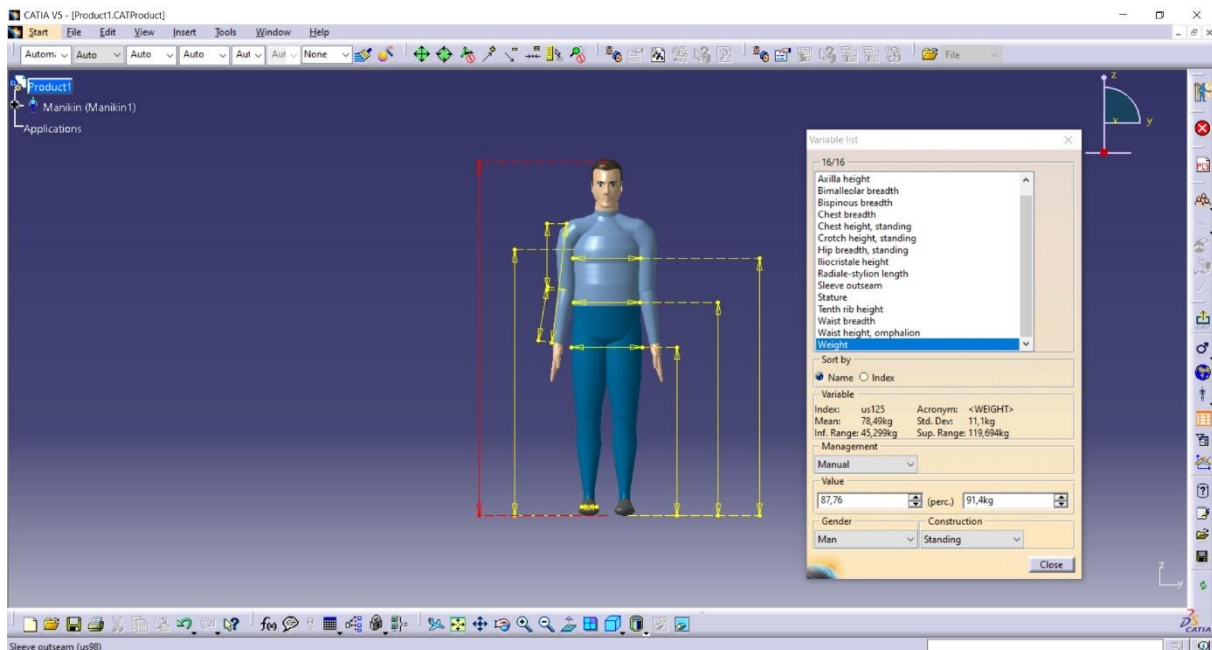 CATIA V5 - [Product1.CATProduct]
Start File Edit View Insert Tools Window Help
Autom Auto Auto Auto Aut Aut None File
Product1
Manikin (Manikin1)
Applications
z
x y
Variable list
16/16
Axilla height
Bimalleolar breadth
Bispinous breadth
Chest breadth
Chest height, standing
Crotch height, standing
Hip breadth, standing
Iliocristale height
Radiale-stylion length
Sleeve outseam
Stature
Tenth rib height
Waist breadth
Waist height, omphalion
Weight
Sort by
Name Index
Variable
Index: us125 Acronym: <WEIGHT>
Mean: 78,49kg Std. Dev: 11,1kg
Inf. Range: 45,299kg Sup. Range: 119,694kg
Management
Manual
Value
87,76 (perc.) 91,4kg
Gender Construction
Man Standing
Close
z
y
f(x)
DS CATIA
Sleeve outseam (us98)